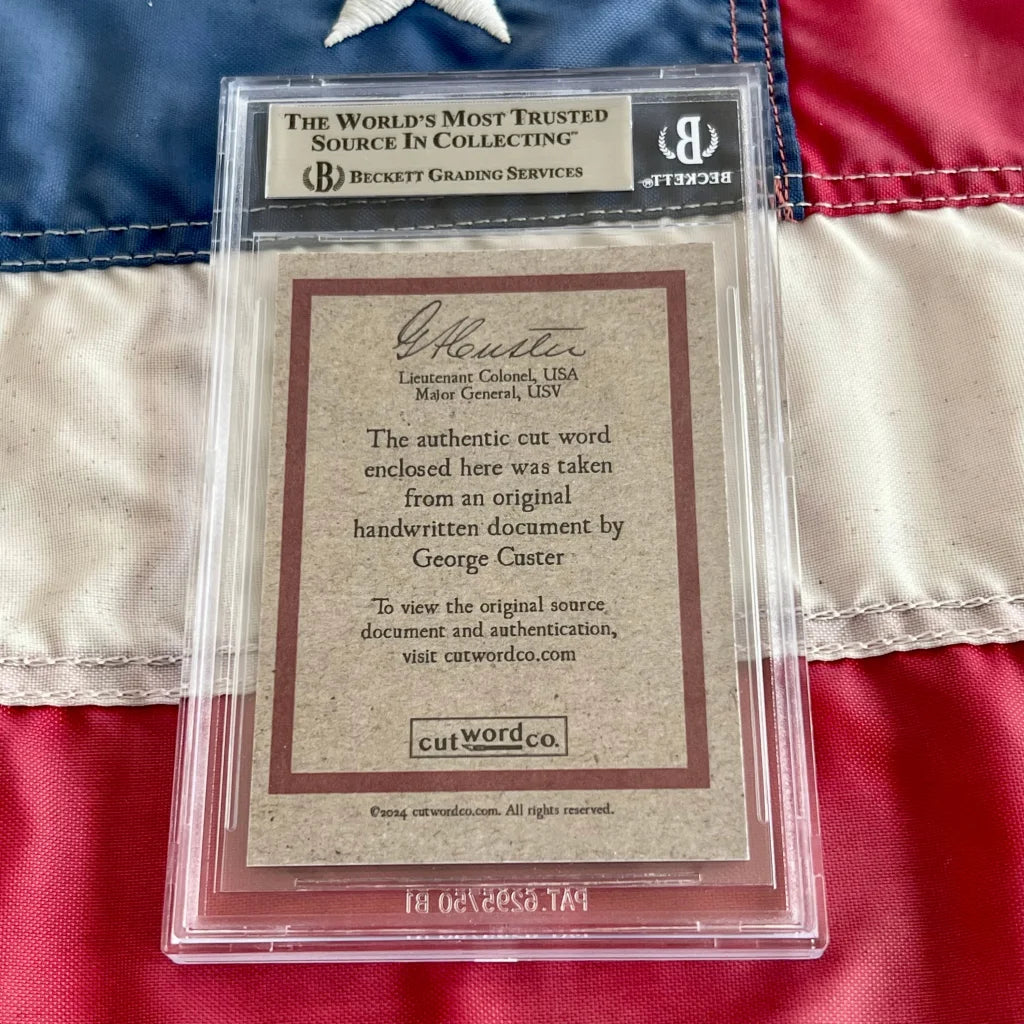 THE WORLD'S MOST TRUSTED
SOURCE IN COLLECTING™
B BECKETT GRADING SERVICES
B
BECKETT®
GACuster
Lieutenant Colonel, USA
Major General, USV
The authentic cut word
enclosed here was taken
from an original
handwritten document by
George Custer
To view the original source
document and authentication,
visit cutwordco.com
cut word co.
©2024 cutwordco.com. All rights reserved.
PAT.6295750 B1